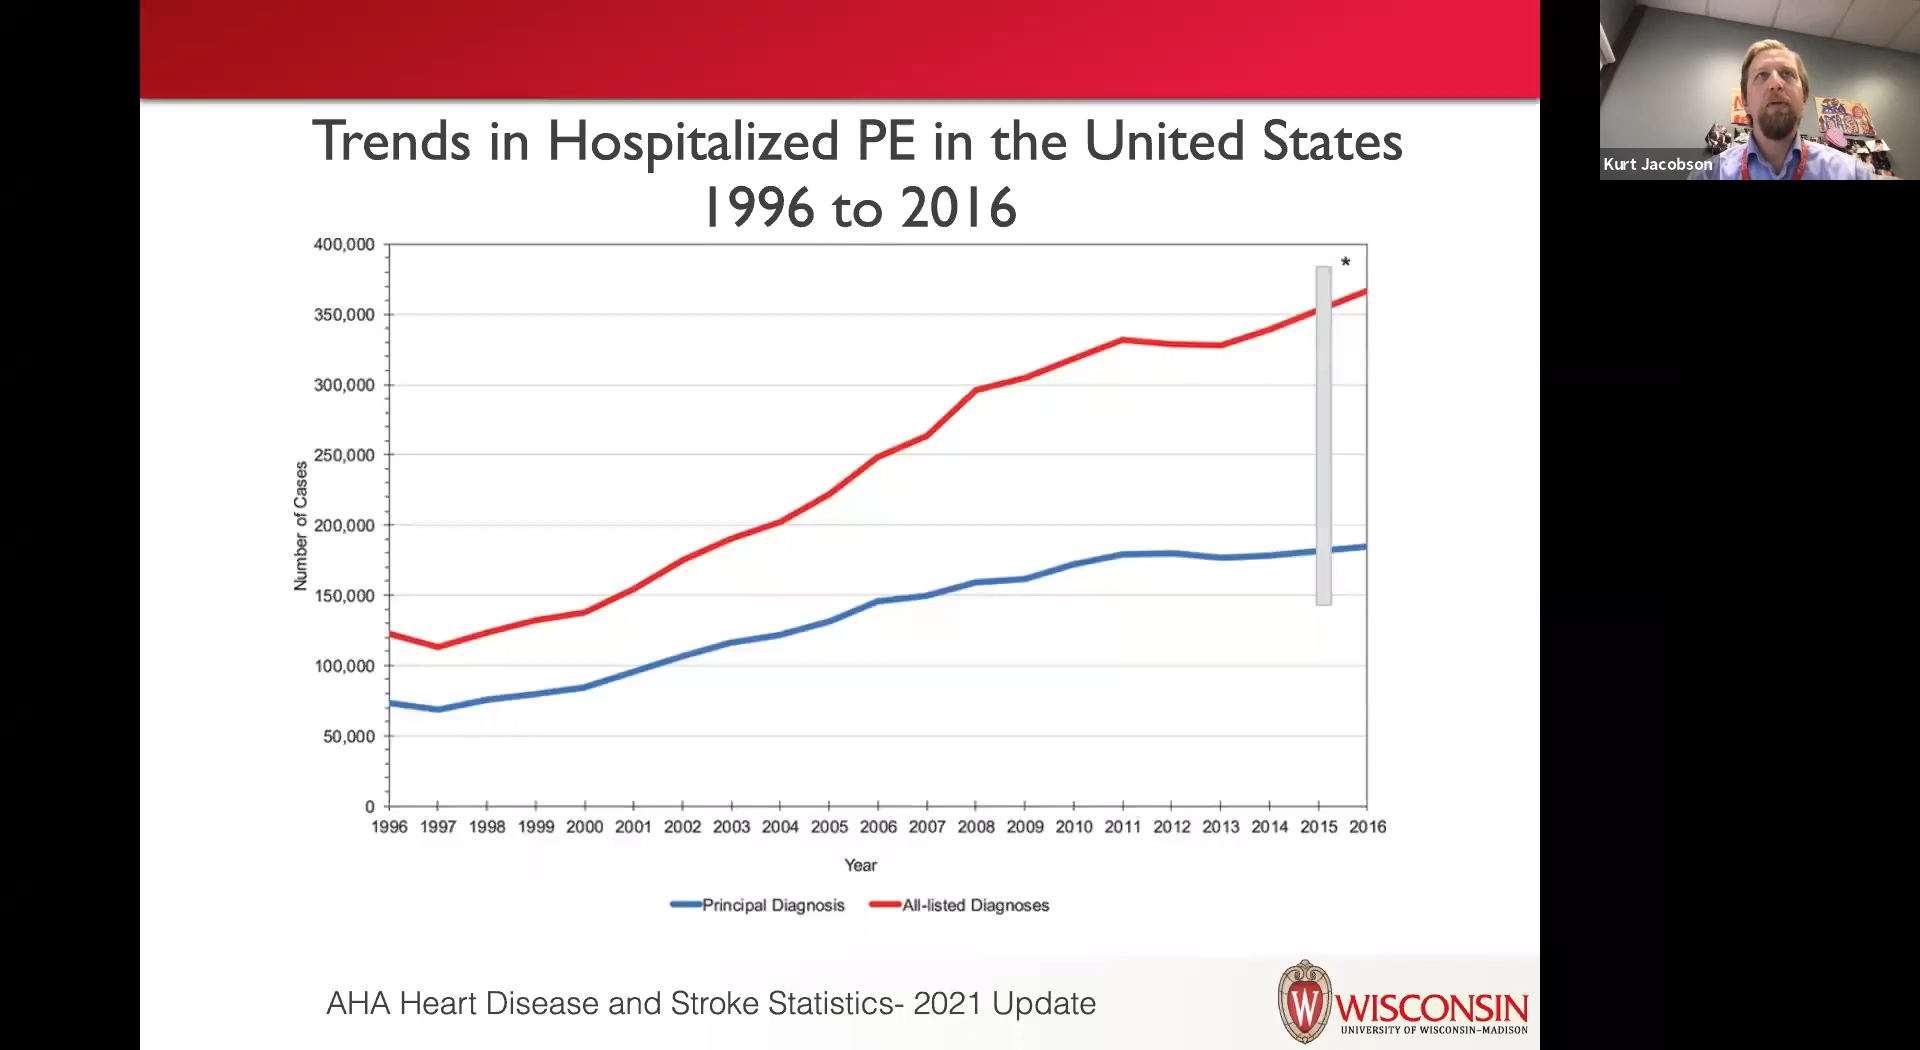 Trends in Hospitalized PE in the United States
1996 to 2016
Kurt Jacobson
400,000
*
350,000
300,000
250,000
200,000
150,000
100,000
50,000
0
Number of Cases
1996 1997 1998 1999 2000 2001 2002 2003 2004 2005 2006 2007 2008 2009 2010 2011 2012 2013 2014 2015 2016
Year
Principal Diagnosis All-listed Diagnoses
AHA Heart Disease and Stroke Statistics- 2021 Update
W
WISCONSIN
UNIVERSITY OF WISCONSIN–MADISON